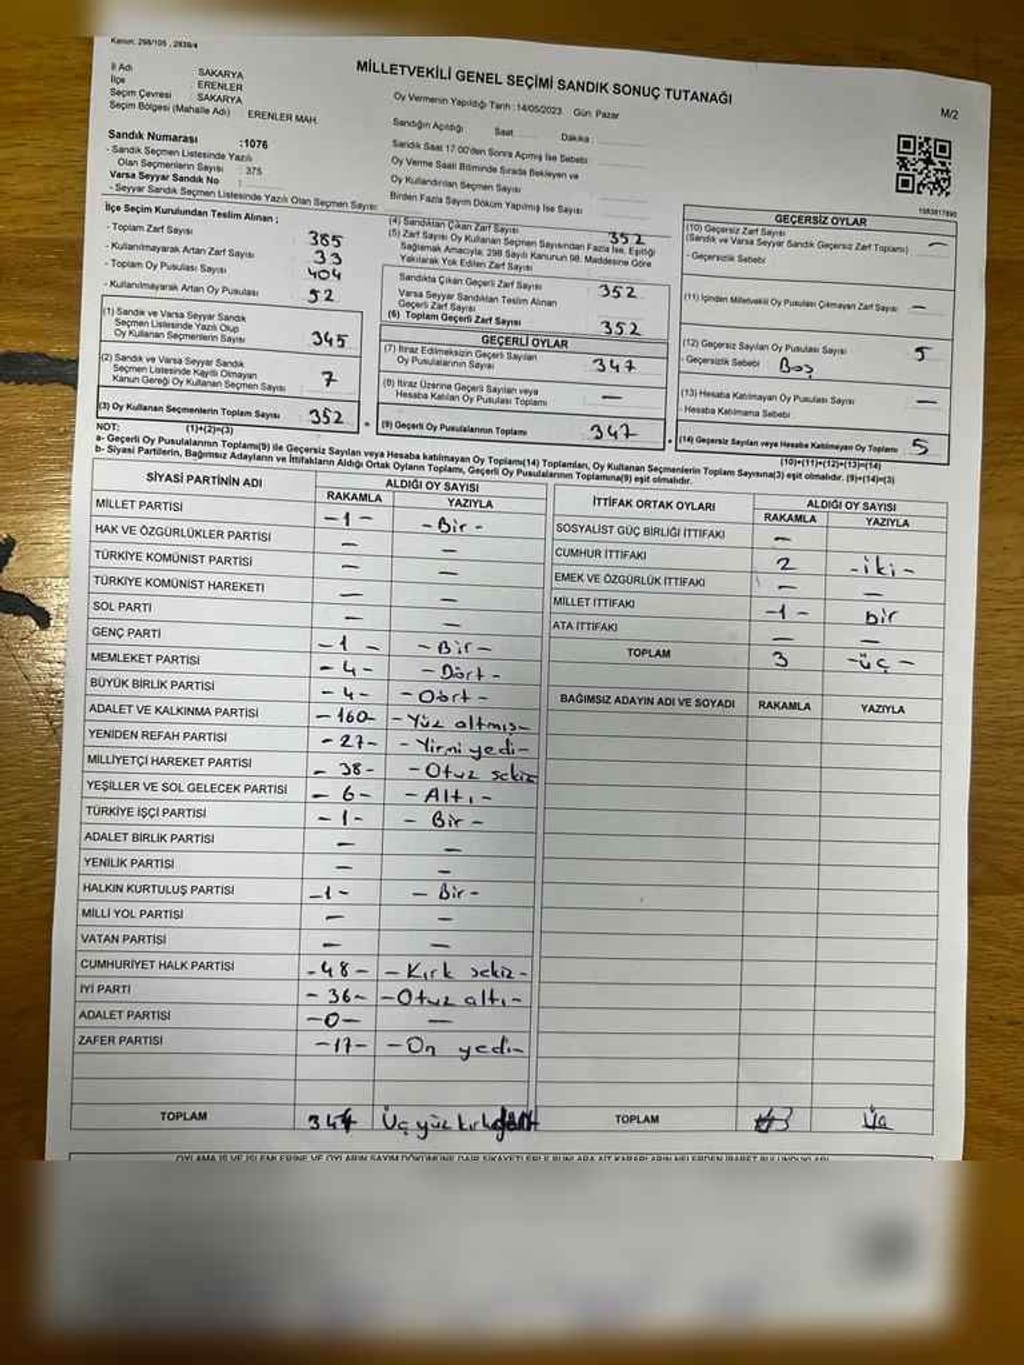 Kanun: 298/105 , 2839/4
MİLLETVEKİLİ GENEL SEÇİMİ SANDIK SONUÇ TUTANAĞI
M/2
İl Adı SAKARYA
İlçe ERENLER
Seçim Çevresi SAKARYA
Seçim Bölgesi (Mahalle Adı) ERENLER MAH.
Oy Vermenin Yapıldığı Tarih : 14/05/2023 Gün: Pazar
Sandığın Açıldığı Saat Dakika :
Sandık Saat 17.00'den Sonra Açımış İse Sebebi
Oy Verme Saati Bitiminde Sırada Bekleyen ve
Oy Kullandırılan Seçmen Sayısı
Birden Fazla Sayım Döküm Yapılmış İse Sayısı
Sandık Numarası :1076
- Sandık Seçmen Listesinde Yazılı
Olan Seçmenlerin Sayısı : 375
Varsa Seyyar Sandık No :
- Seyyar Sandık Seçmen Listesinde Yazılı Olan Seçmen Sayısı:
İlçe Seçim Kurulundan Teslim Alınan ;
- Toplam Zarf Sayısı 385
- Kullanılmayarak Artan Zarf Sayısı 33
- Toplam Oy Pusulası Sayısı 404
- Kullanılmayarak Artan Oy Pusulası 52
(1) Sandık ve Varsa Seyyar Sandık
Seçmen Listesinde Yazılı Olup
Oy Kullanan Seçmenlerin Sayısı 345
(2) Sandık ve Varsa Seyyar Sandık
Seçmen Listesinde Kayıtlı Olmayan
Kanun Gereği Oy Kullanan Seçmen Sayısı 7
(3) Oy Kullanan Seçmenlerin Toplam Sayısı 352
(1)+(2)=(3)
(4) Sandıktan Çıkan Zarf Sayısı 352
(5) Zarf Sayısı Oy Kullanan Seçmen Sayısından Fazla İse, Eşitliği
Sağlamak Amacıyla, 298 Sayılı Kanunun 98. Maddesine Göre
Yakılarak Yok Edilen Zarf Sayısı
Sandıkta Çıkan Geçerli Zarf Sayısı 352
Varsa Seyyar Sandıktan Teslim Alınan
Geçerli Zarf Sayısı
(6) Toplam Geçerli Zarf Sayısı 352
GEÇERLİ OYLAR
(7) İtiraz Edilmeksizin Geçerli Sayılan
Oy Pusulalarının Sayısı 347
(8) İtiraz Üzerine Geçerli Sayılan veya
Hesaba Katılan Oy Pusulası Toplamı —
(9) Geçerli Oy Pusulalarının Toplamı 347
1583817890
GEÇERSİZ OYLAR
(10) Geçersiz Zarf Sayısı —
(Sandık ve Varsa Seyyar Sandık Geçersiz Zarf Toplamı)
- Geçersizlik Sebebi
(11) İçinden Milletvekili Oy Pusulası Çıkmayan Zarf Sayısı —
(12) Geçersiz Sayılan Oy Pusulası Sayısı 5
- Geçersizlik Sebebi Boş
(13) Hesaba Katılmayan Oy Pusulası Sayısı —
- Hesaba Katılmama Sebebi
(14) Geçersiz Sayılan veya Hesaba Katılmayan Oy Toplamı 5
(10)+(11)+(12)+(13)=(14)
NOT:
a- Geçerli Oy Pusulalarının Toplamı(9) ile Geçersiz Sayılan veya Hesaba katılmayan Oy Toplamı(14) Toplamları, Oy Kullanan Seçmenlerin Toplam Sayısına(3) eşit olmalıdır. (9)+(14)=(3)
b- Siyasi Partilerin, Bağımsız Adayların ve İttifakların Aldığı Ortak Oyların Toplamı, Geçerli Oy Pusulalarının Toplamına(9) eşit olmalıdır.
SİYASİ PARTİNİN ADI ALDIĞI OY SAYISI
RAKAMLA YAZIYLA
MİLLET PARTİSİ -1- -Bir-
HAK VE ÖZGÜRLÜKLER PARTİSİ — —
TÜRKİYE KOMÜNİST PARTİSİ — —
TÜRKİYE KOMÜNİST HAREKETİ — —
SOL PARTİ — —
GENÇ PARTİ -1- -Bir-
MEMLEKET PARTİSİ -4- -Dört-
BÜYÜK BİRLİK PARTİSİ -4- -Dört-
ADALET VE KALKINMA PARTİSİ -160- -Yüz altmış-
YENİDEN REFAH PARTİSİ -27- -Yirmi yedi-
MİLLİYETÇİ HAREKET PARTİSİ -38- -Otuz sekiz
YEŞİLLER VE SOL GELECEK PARTİSİ -6- -Altı-
TÜRKİYE İŞÇİ PARTİSİ -1- -Bir-
ADALET BİRLİK PARTİSİ — —
YENİLİK PARTİSİ — —
HALKIN KURTULUŞ PARTİSİ -1- -Bir-
MİLLİ YOL PARTİSİ — —
VATAN PARTİSİ — —
CUMHURİYET HALK PARTİSİ -48- -Kırk sekiz-
İYİ PARTİ -36- -Otuz altı-
ADALET PARTİSİ -0- —
ZAFER PARTİSİ -17- -On yedi-
TOPLAM Üç yüz kırk
İTTİFAK ORTAK OYLARI ALDIĞI OY SAYISI
RAKAMLA YAZIYLA
SOSYALİST GÜÇ BİRLİĞİ İTTİFAKI —
CUMHUR İTTİFAKI 2 -iki-
EMEK VE ÖZGÜRLÜK İTTİFAKI — —
MİLLET İTTİFAKI -1- bir
ATA İTTİFAKI — —
TOPLAM 3 -üç-
BAĞIMSIZ ADAYIN ADI VE SOYADI RAKAMLA YAZIYLA
TOPLAM 3 Üç
OYLAMA İŞ VE İŞLEMLERİNE VE OYLARIN SAYIM DÖKÜMÜNE DAİR ŞİKAYETLERLE BUNLARA AİT KARARLARIN NELERDEN İBARET BULUNDUKLARI